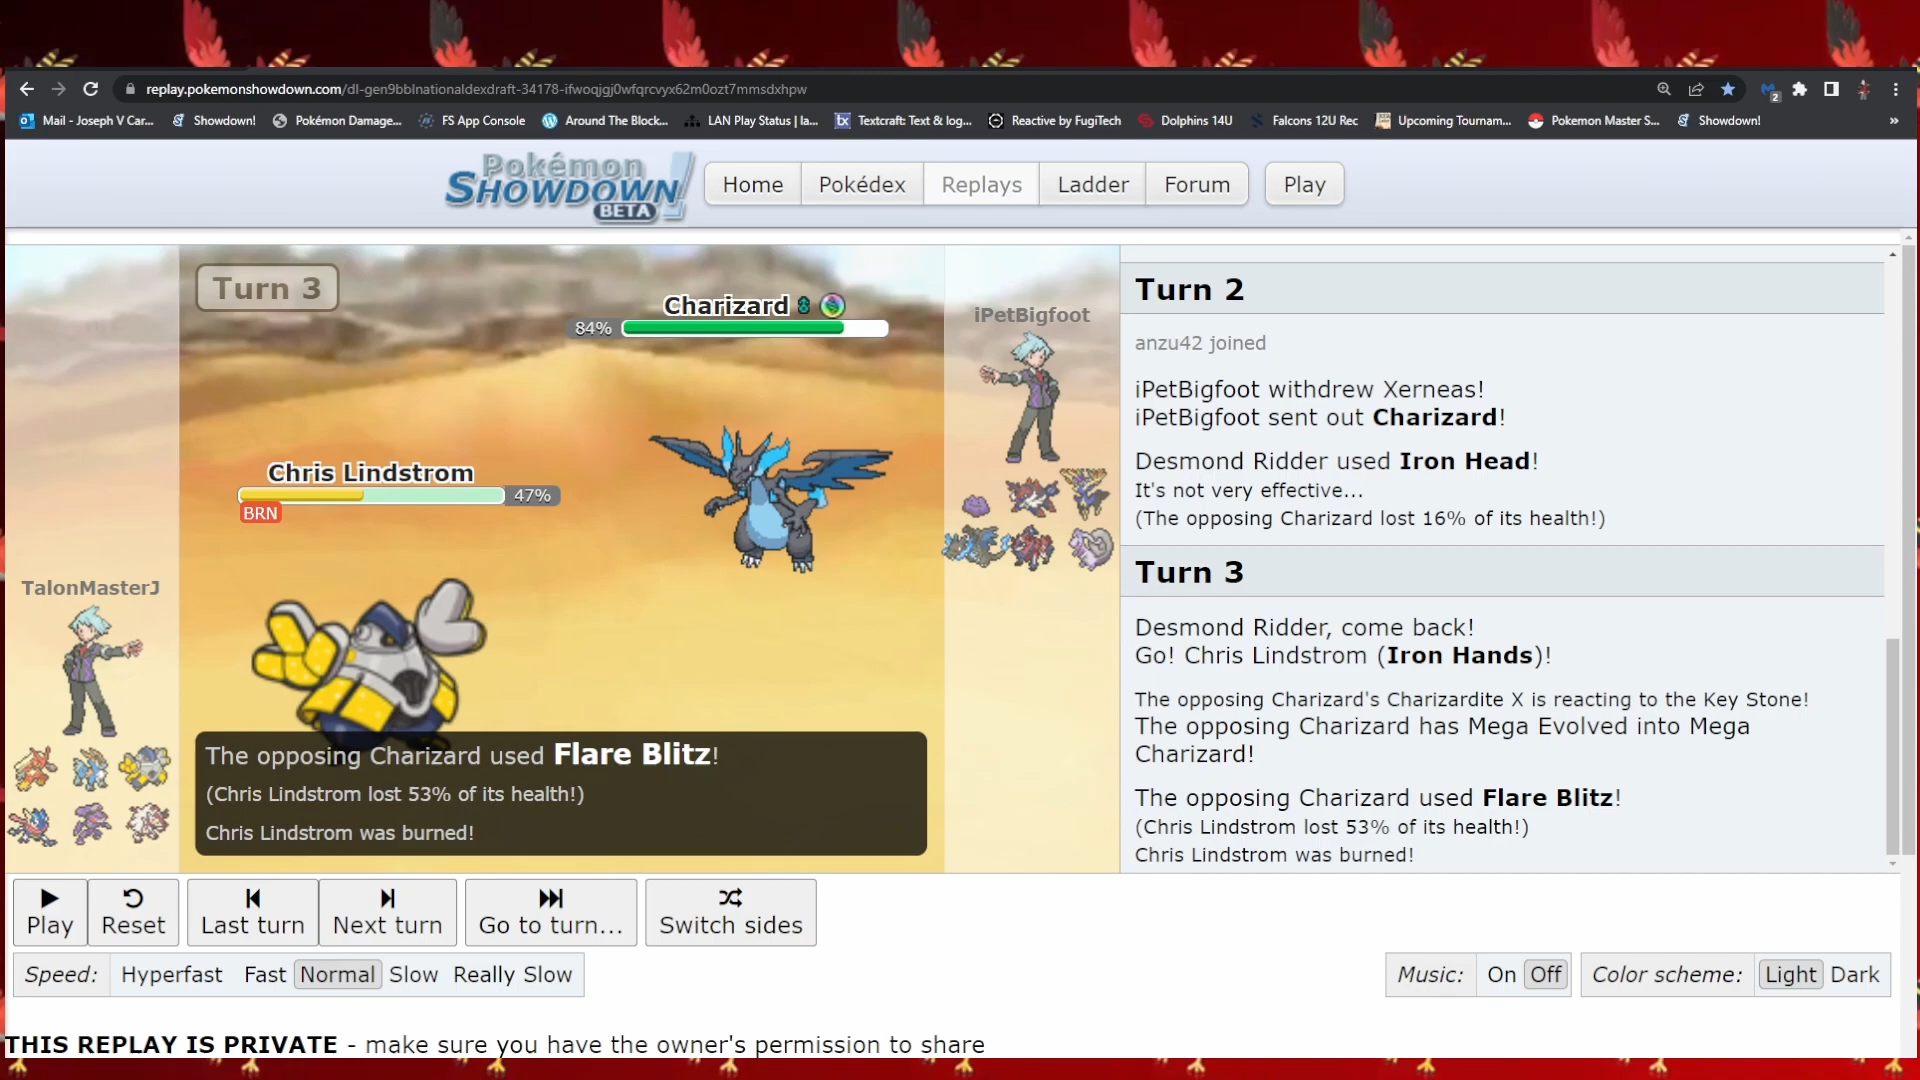 replay.pokemonshowdown.com/dl-gen9bblnationaldexdraft-34178-ifwoqjgj0wfqrcvyx62m0ozt7mmsdxhpw
2
Mail - Joseph V Car... Showdown! Pokémon Damage... FS App Console Around The Block... LAN Play Status | la... Textcraft: Text & log... Reactive by FugiTech Dolphins 14U Falcons 12U Rec Upcoming Tournam... Pokemon Master S... Showdown! »
Pokémon
SHOWDOWN!
BETA
Home Pokédex Replays Ladder Forum Play
Turn 3
Charizard
84%
Chris Lindstrom
47%
BRN
TalonMasterJ
iPetBigfoot
The opposing Charizard used Flare Blitz!
(Chris Lindstrom lost 53% of its health!)
Chris Lindstrom was burned!
Turn 2
anzu42 joined
iPetBigfoot withdrew Xerneas!
iPetBigfoot sent out Charizard!
Desmond Ridder used Iron Head!
It's not very effective...
(The opposing Charizard lost 16% of its health!)
Turn 3
Desmond Ridder, come back!
Go! Chris Lindstrom (Iron Hands)!
The opposing Charizard's Charizardite X is reacting to the Key Stone!
The opposing Charizard has Mega Evolved into Mega
Charizard!
The opposing Charizard used Flare Blitz!
(Chris Lindstrom lost 53% of its health!)
Chris Lindstrom was burned!
Play Reset Last turn Next turn Go to turn... Switch sides
Speed: Hyperfast Fast Normal Slow Really Slow
Music: On Off Color scheme: Light Dark
THIS REPLAY IS PRIVATE - make sure you have the owner's permission to share